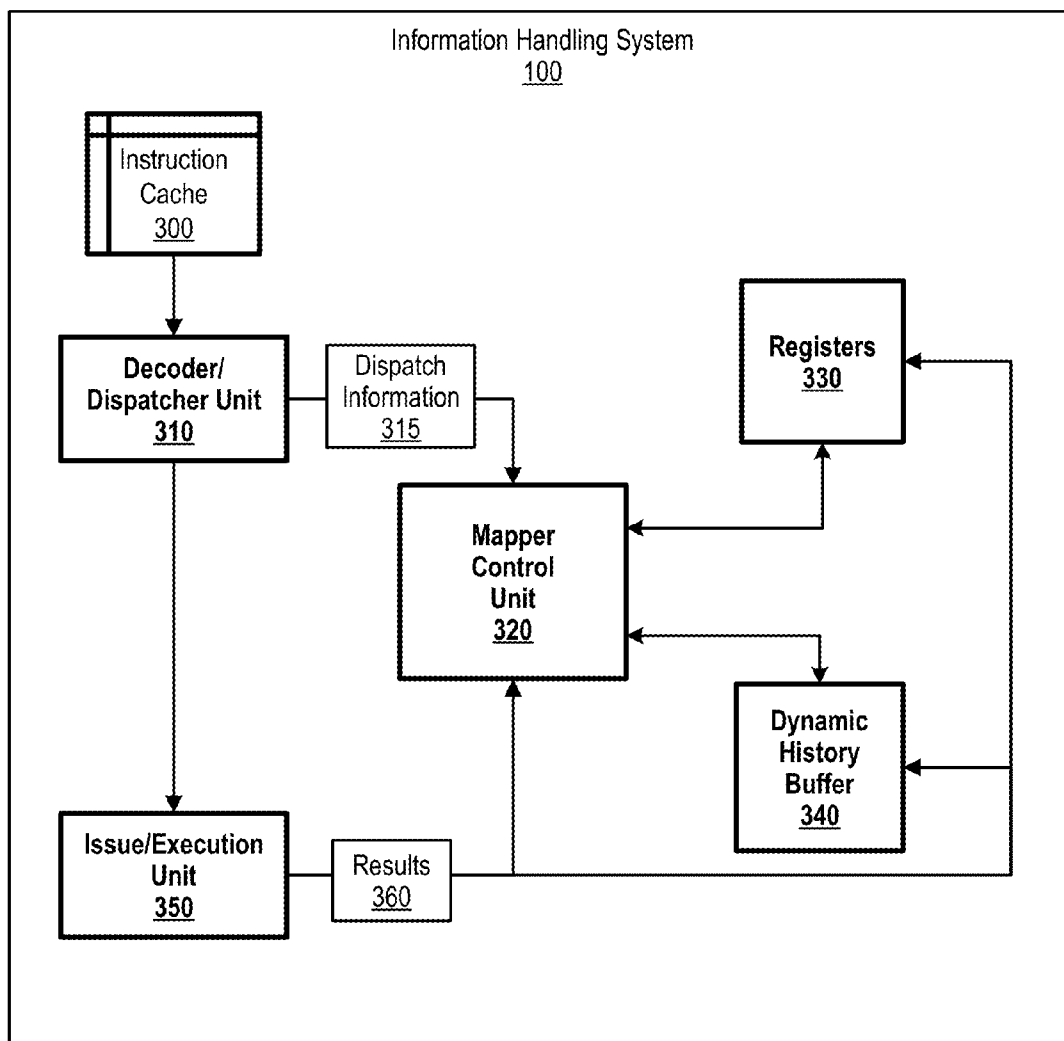 Information Handling System
100
Instruction
Cache
300
Decoder/
Dispatcher Unit
310
Dispatch
Information
315
Registers
330
Mapper
Control
Unit
320
Dynamic
History
Buffer
340
Issue/Execution
Unit
350
Results
360